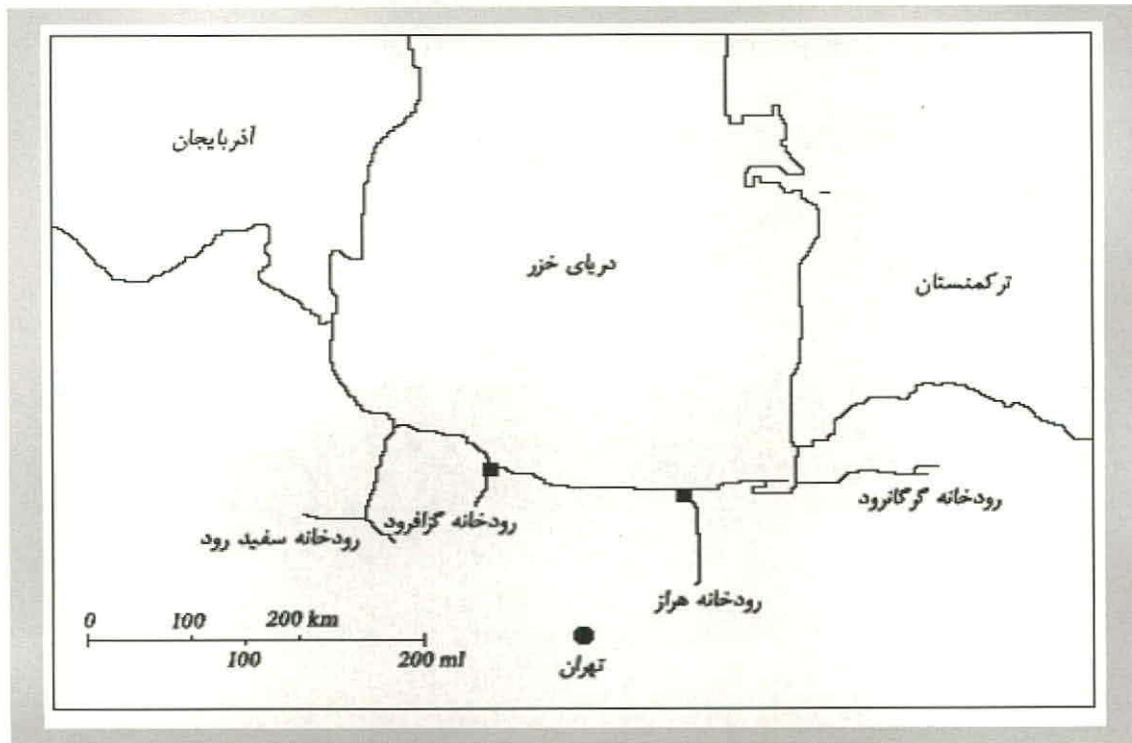 آذربایجان
دریای خزر
ترکمنستان
رودخانه گرگانرود
رودخانه گزافرود
رودخانه سفید رود
رودخانه هراز
0 100 200 km
100 200 ml
تهران